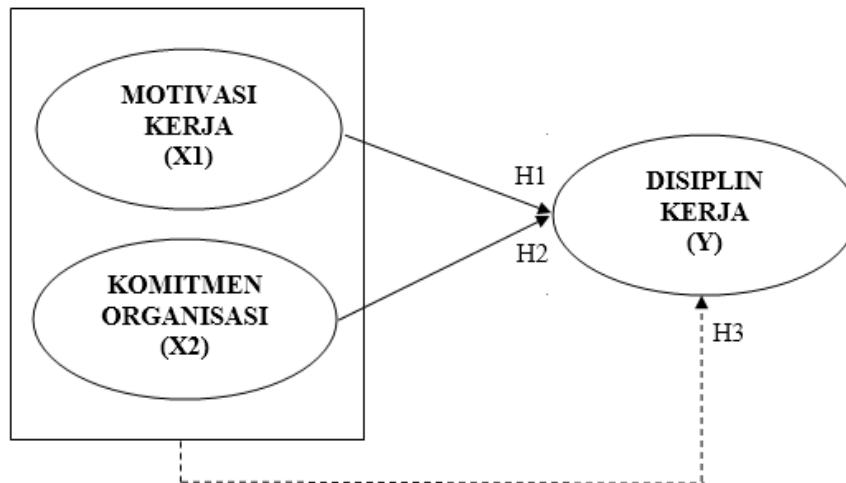 MOTIVASI
KERJA
(X1)
KOMITMEN
ORGANISASI
(X2)
H1
H2
DISIPLIN
KERJA
(Y)
H3